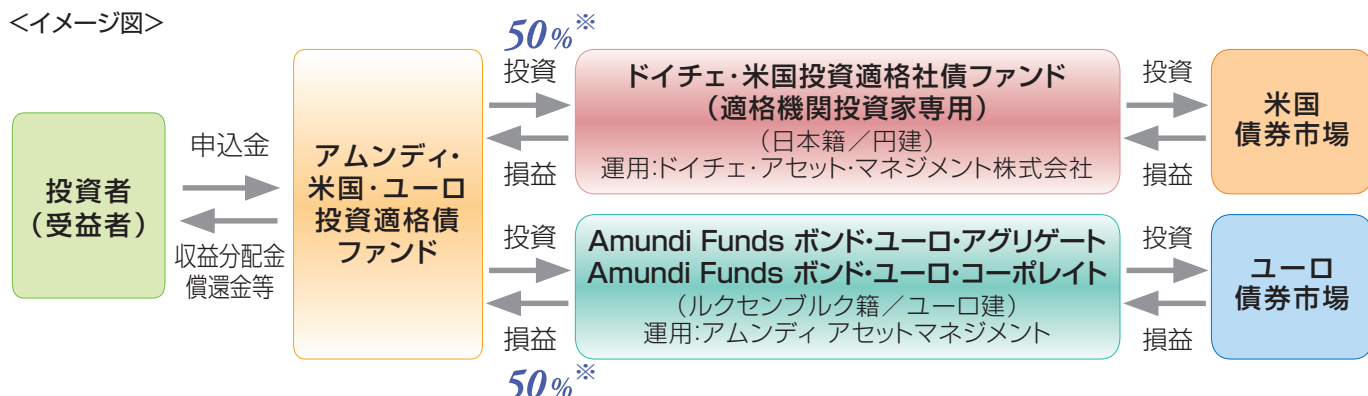 <イメージ図>
投資者
(受益者)
申込金
収益分配金
償還金等
アムンディ・
米国・ユーロ
投資適格債
ファンド
50%※
投資
損益
ドイチェ・米国投資適格社債ファンド
(適格機関投資家専用)
(日本籍/円建)
運用:ドイチェ・アセット・マネジメント株式会社
投資
損益
米国
債券市場
投資
損益
50%※
Amundi Funds ボンド・ユーロ・アグリゲート
Amundi Funds ボンド・ユーロ・コーポレイト
(ルクセンブルク籍/ユーロ建)
運用:アムンディ アセットマネジメント
投資
損益
ユーロ
債券市場